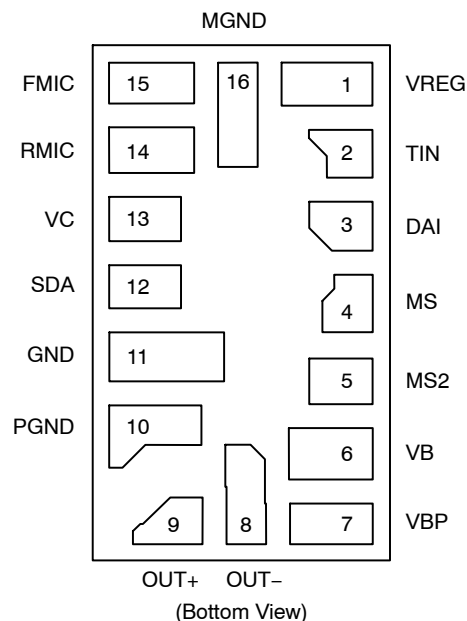 MGND
FMIC 15 16 1 VREG
RMIC 14 2 TIN
VC 13 3 DAI
SDA 12 4 MS
GND 11 5 MS2
PGND 10 6 VB
9 8 7 VBP
OUT+ OUT−
(Bottom View)